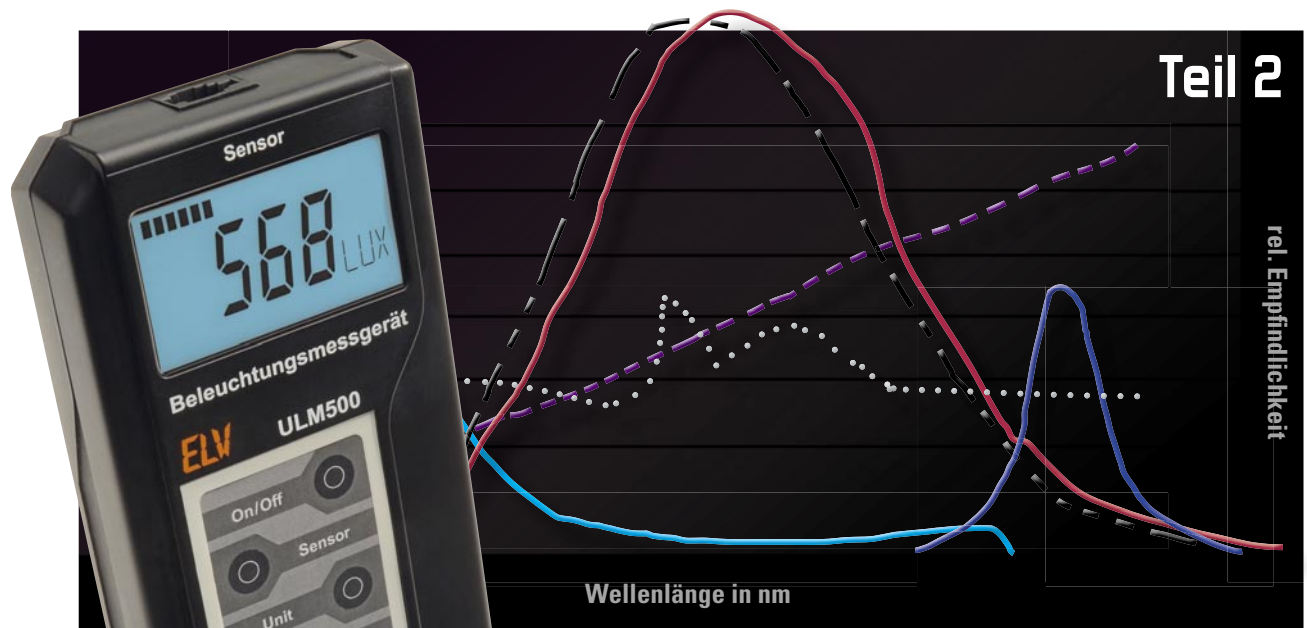 Teil 2
Sensor
568 LUX
Beleuchtungsmessgerät
ELV
ULM500
On/Off
Sensor
Unit
rel. Empfindlichkeit
Wellenlänge in nm